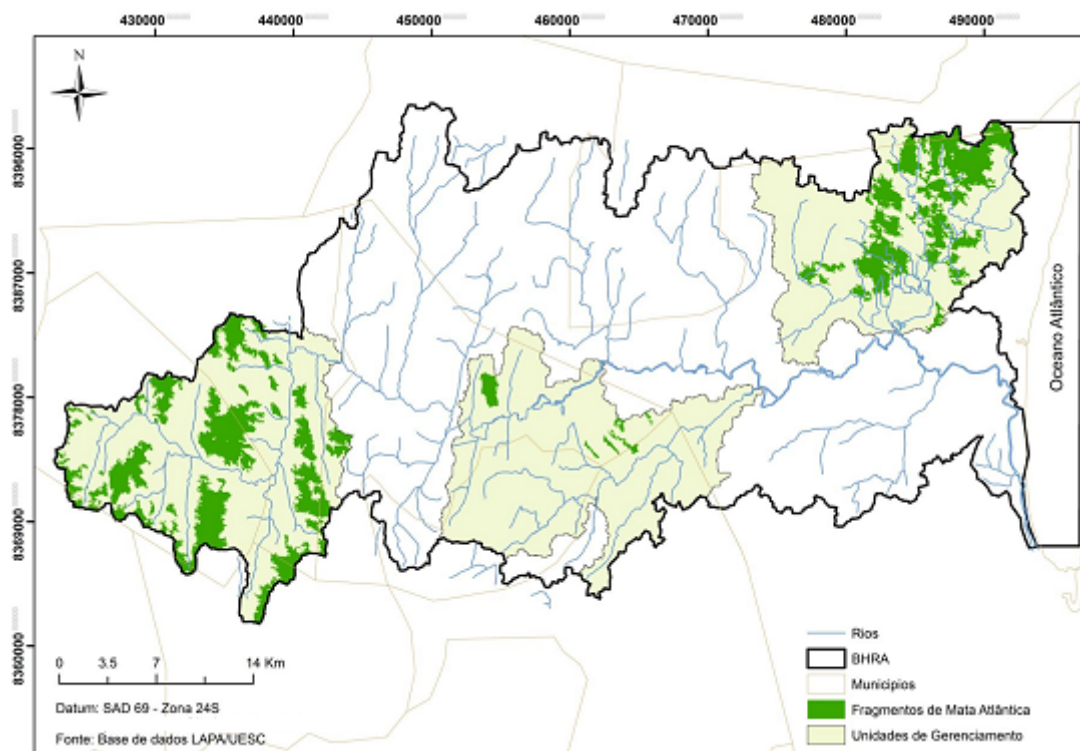 430000 440000 450000 460000 470000 480000 490000
N
8396000
8387000
8378000
8369000
8360000
Oceano Atlântico
0 3.5 7 14 Km
Datum: SAD 69 - Zona 24S
Fonte: Base de dados LAPA/UESC
Rios
BHRA
Municípios
Fragmentos de Mata Atlântica
Unidades de Gerenciamento